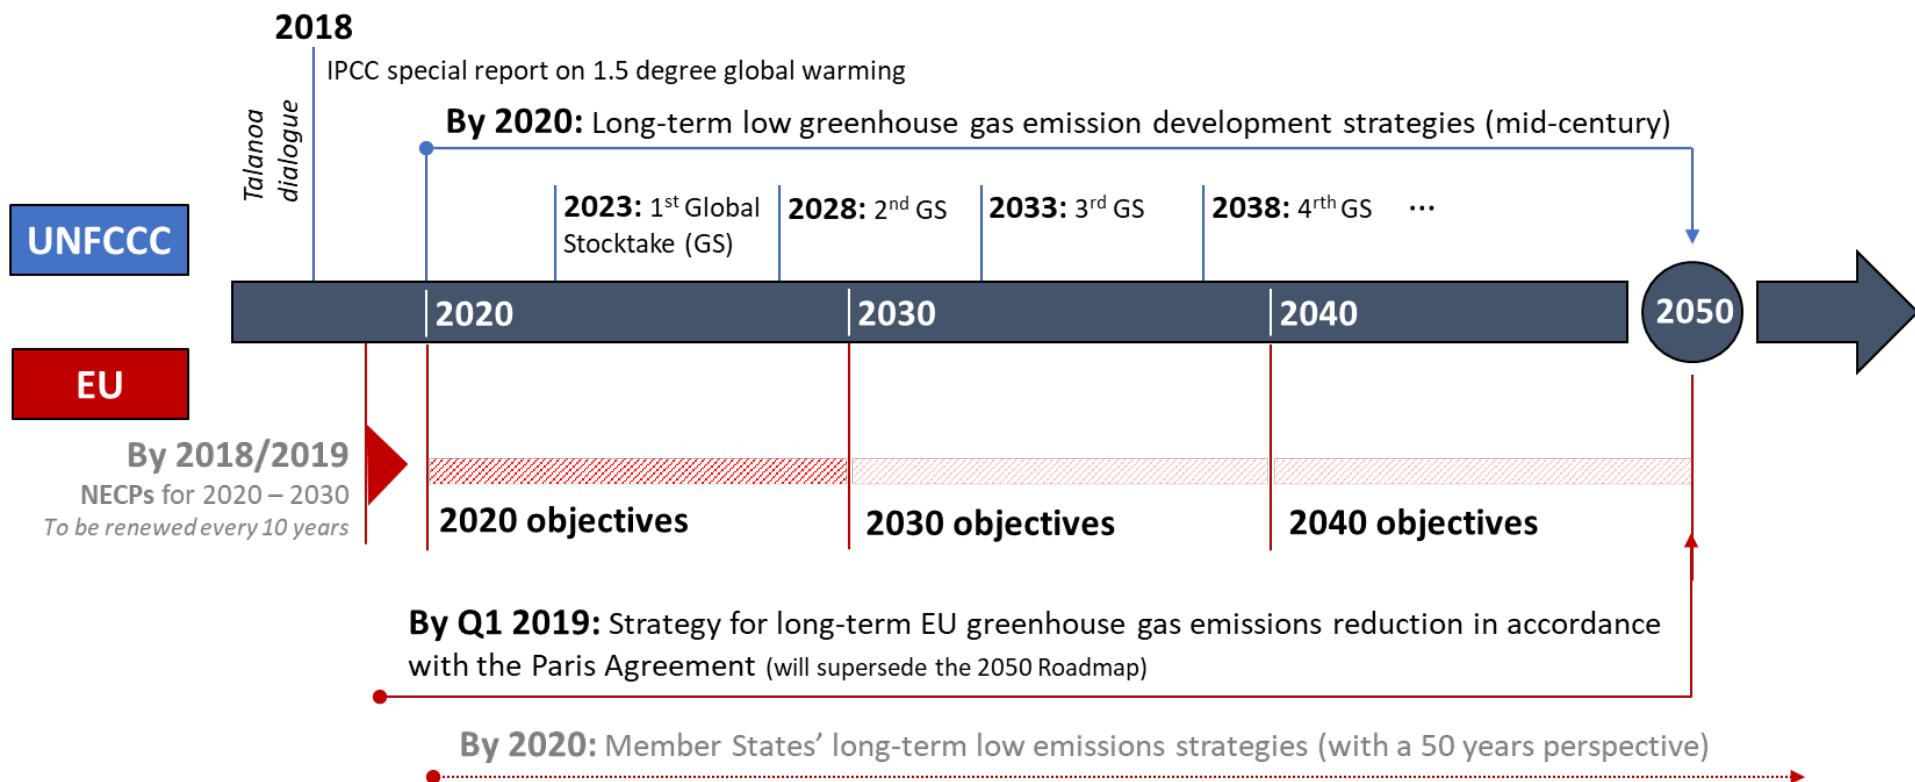 2018
IPCC special report on 1.5 degree global warming
Talanoa
dialogue
By 2020: Long-term low greenhouse gas emission development strategies (mid-century)
2023: 1st Global
Stocktake (GS)
2028: 2nd GS
2033: 3rd GS
2038: 4rth GS
...
UNFCCC
2020
2030
2040
2050
EU
By 2018/2019
NECPs for 2020 – 2030
To be renewed every 10 years
2020 objectives
2030 objectives
2040 objectives
By Q1 2019: Strategy for long-term EU greenhouse gas emissions reduction in accordance
with the Paris Agreement (will supersede the 2050 Roadmap)
By 2020: Member States’ long-term low emissions strategies (with a 50 years perspective)